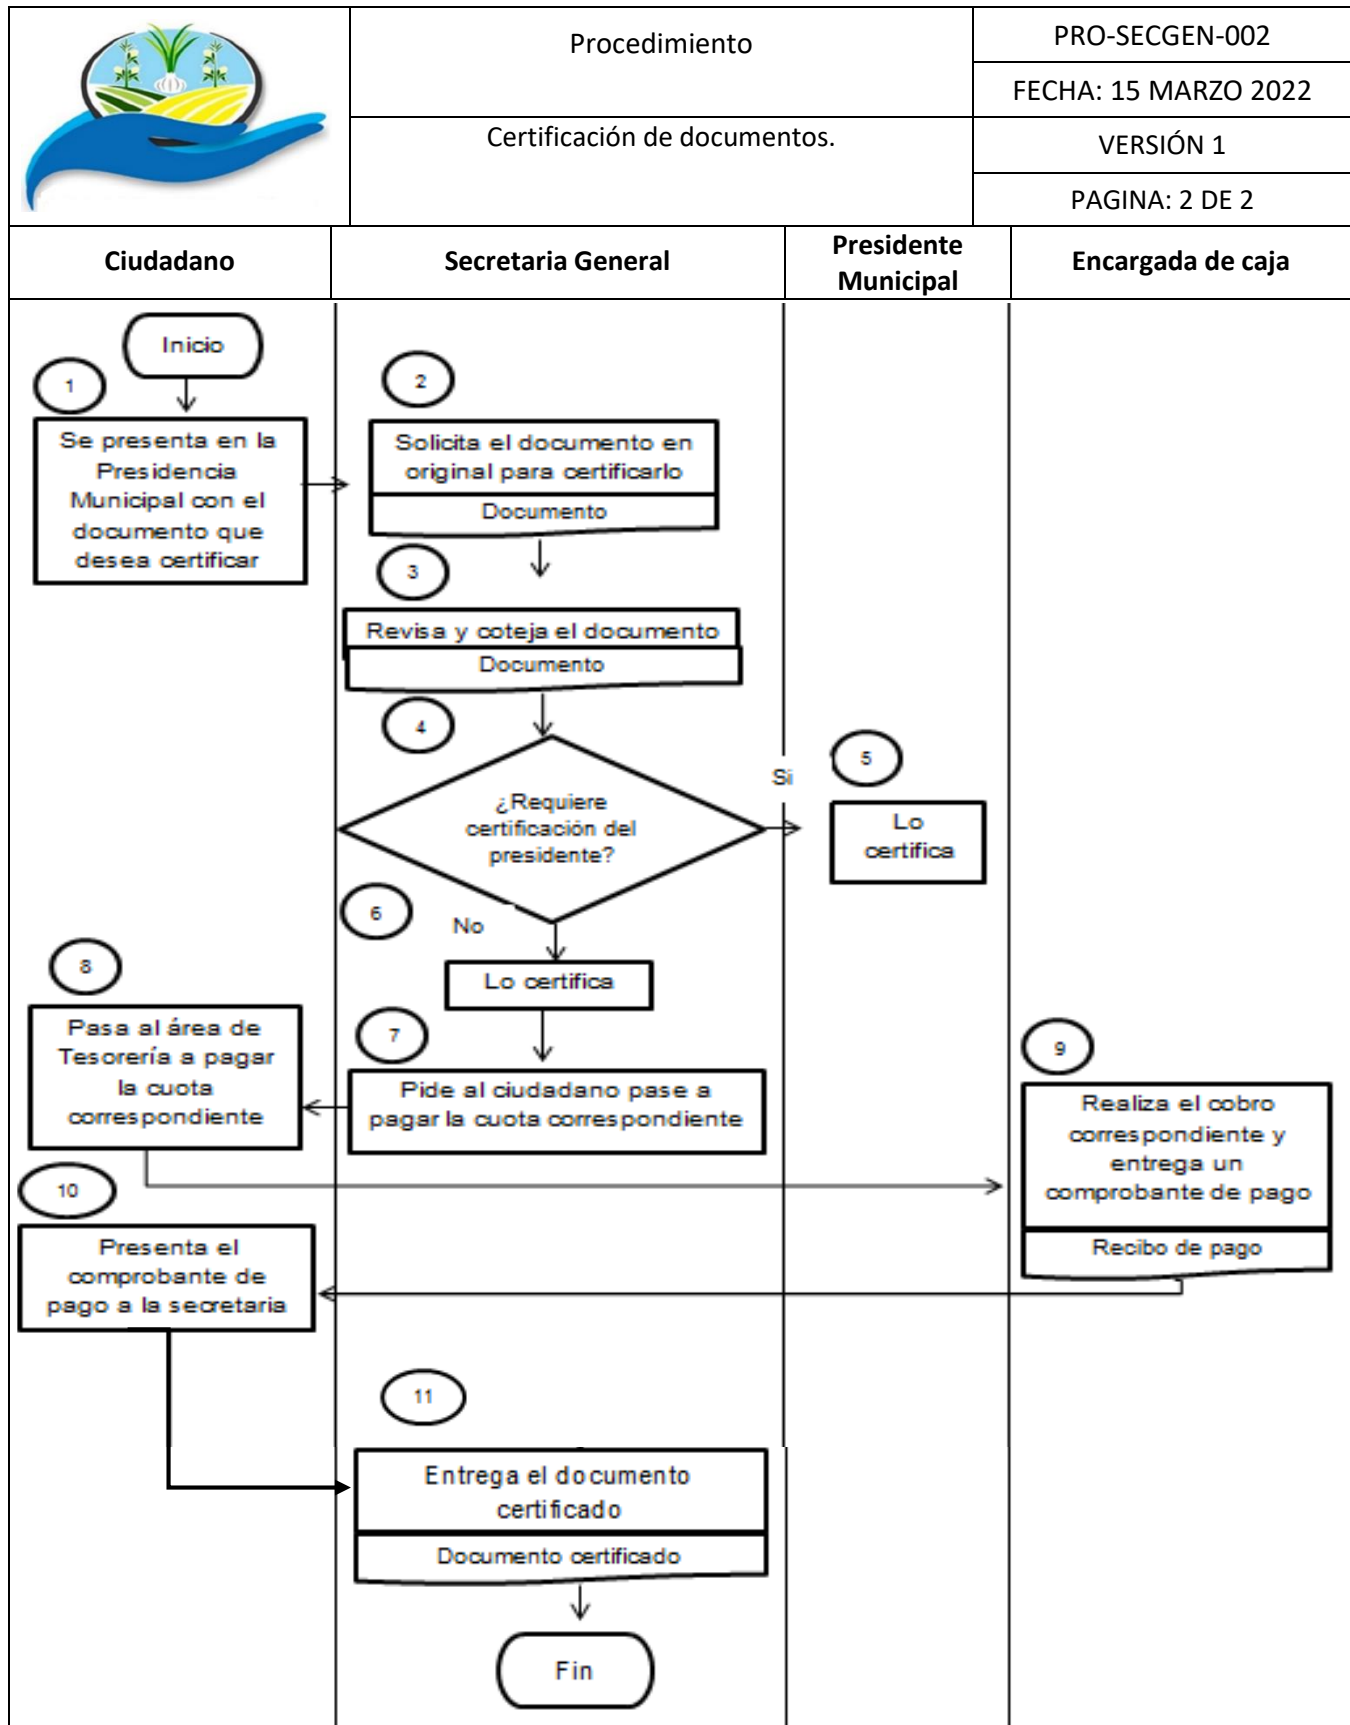 Procedimiento
PRO-SECGEN-002
FECHA: 15 MARZO 2022
Certificación de documentos.
VERSIÓN 1
PAGINA: 2 DE 2
Ciudadano
Secretaria General
Presidente
Municipal
Encargada de caja
Inicio
1
Se presenta en la
Presidencia
Municipal con el
documento que
desea certificar
2
Solicita el documento en
original para certificarlo
Documento
3
Revisa y coteja el documento
Documento
4
¿Requiere
certificación del
presidente?
Si
5
Lo
certifica
6
No
Lo certifica
7
Pide al ciudadano pase a
pagar la cuota correspondiente
8
Pasa al área de
Tesorería a pagar
la cuota
correspondiente
9
Realiza el cobro
correspondiente y
entrega un
comprobante de pago
Recibo de pago
10
Presenta el
comprobante de
pago a la secretaria
11
Entrega el documento
certificado
Documento certificado
Fin